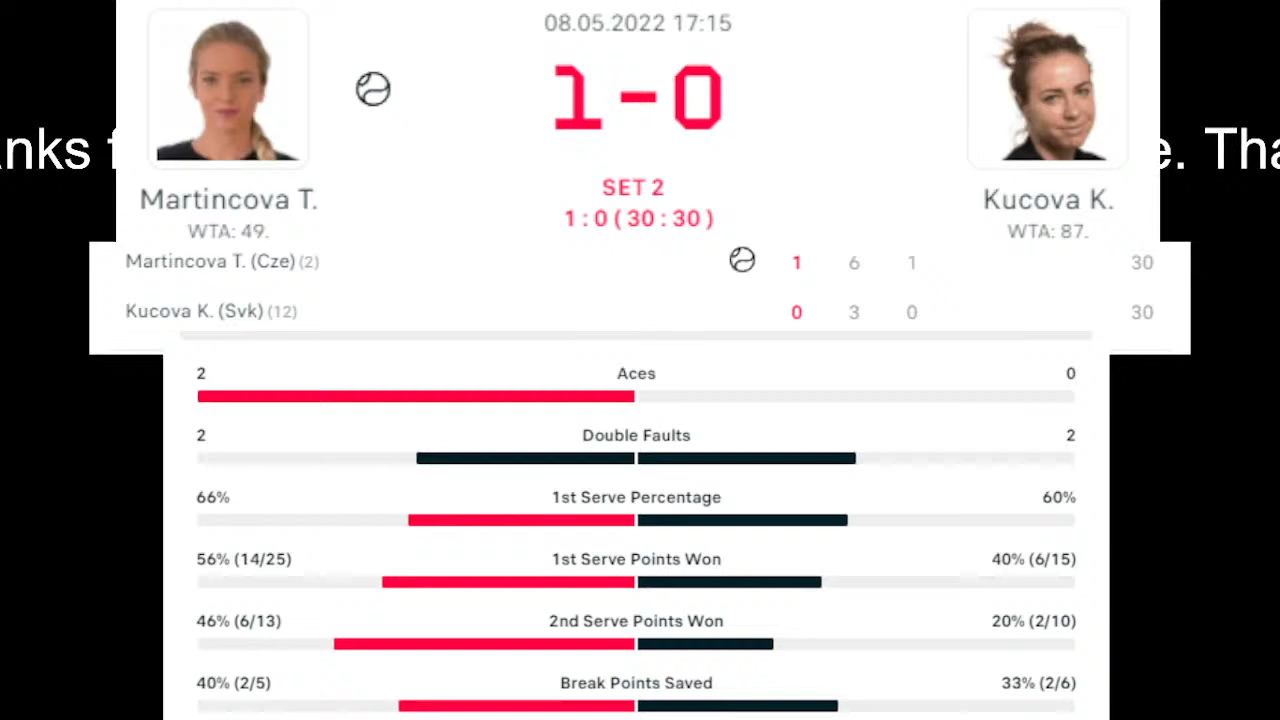 08.05.2022 17:15
1-0
anks f
e. Tha
Martincova T.
SET 2
Kucova K.
WTA: 49.
1 : 0 ( 30 : 30 )
WTA: 87.
Martincova T. (Cze) (2) 1 6 1 30
Kucova K. (Svk) (12) 0 3 0 30
2 Aces 0
2 Double Faults 2
66% 1st Serve Percentage 60%
56% (14/25) 1st Serve Points Won 40% (6/15)
46% (6/13) 2nd Serve Points Won 20% (2/10)
40% (2/5) Break Points Saved 33% (2/6)